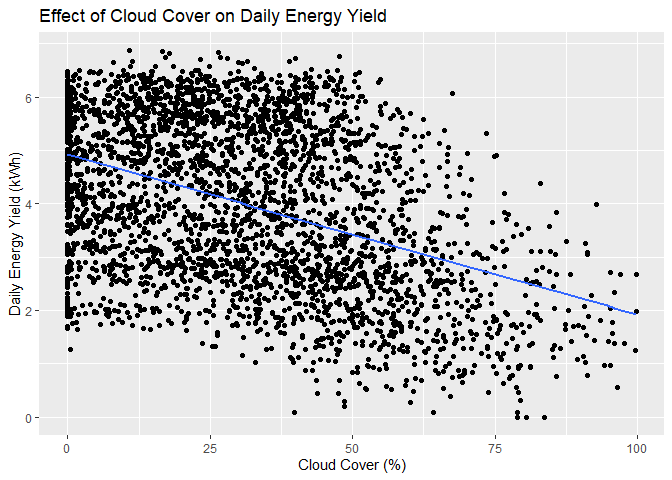 Effect of Cloud Cover on Daily Energy Yield
Daily Energy Yield (kWh)
6
4
2
0
0 25 50 75 100
Cloud Cover (%)